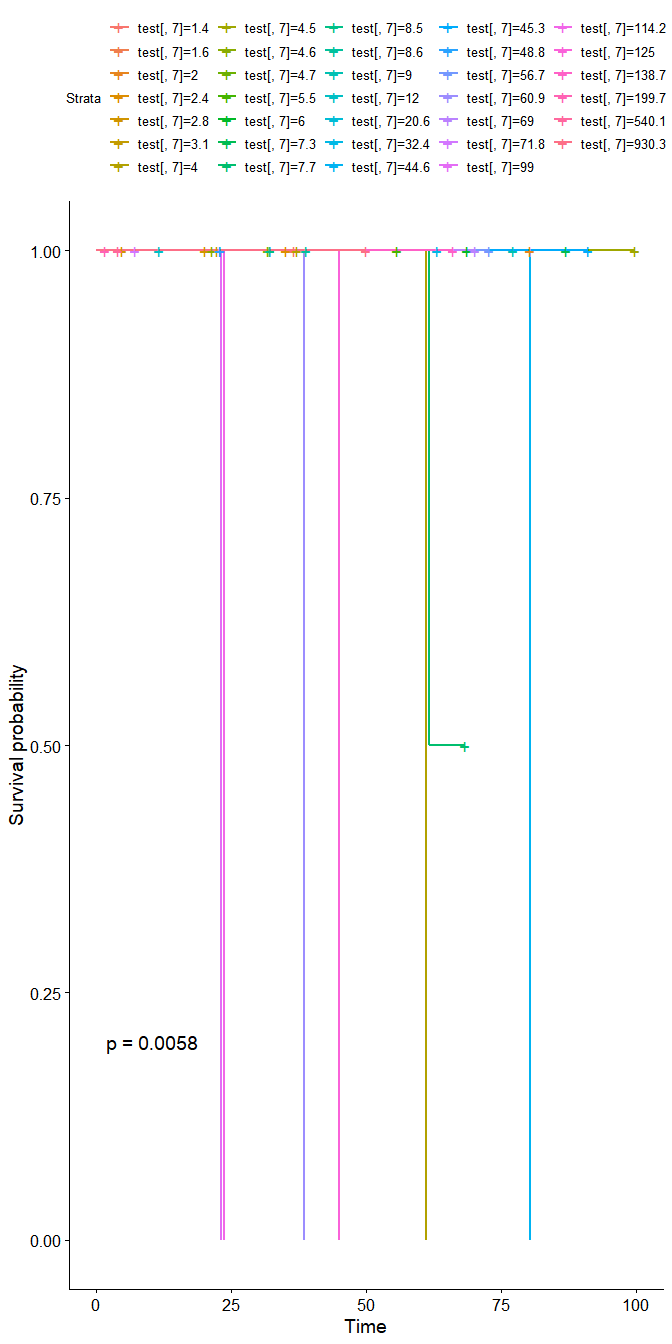 test[, 7]=1.4 test[, 7]=4.5 test[, 7]=8.5 test[, 7]=45.3 test[, 7]=114.2
test[, 7]=1.6 test[, 7]=4.6 test[, 7]=8.6 test[, 7]=48.8 test[, 7]=125
test[, 7]=2 test[, 7]=4.7 test[, 7]=9 test[, 7]=56.7 test[, 7]=138.7
Strata test[, 7]=2.4 test[, 7]=5.5 test[, 7]=12 test[, 7]=60.9 test[, 7]=199.7
test[, 7]=2.8 test[, 7]=6 test[, 7]=20.6 test[, 7]=69 test[, 7]=540.1
test[, 7]=3.1 test[, 7]=7.3 test[, 7]=32.4 test[, 7]=71.8 test[, 7]=930.3
test[, 7]=4 test[, 7]=7.7 test[, 7]=44.6 test[, 7]=99
1.00
0.75
Survival probability
0.50
0.25
p = 0.0058
0.00
0 25 50 75 100
Time